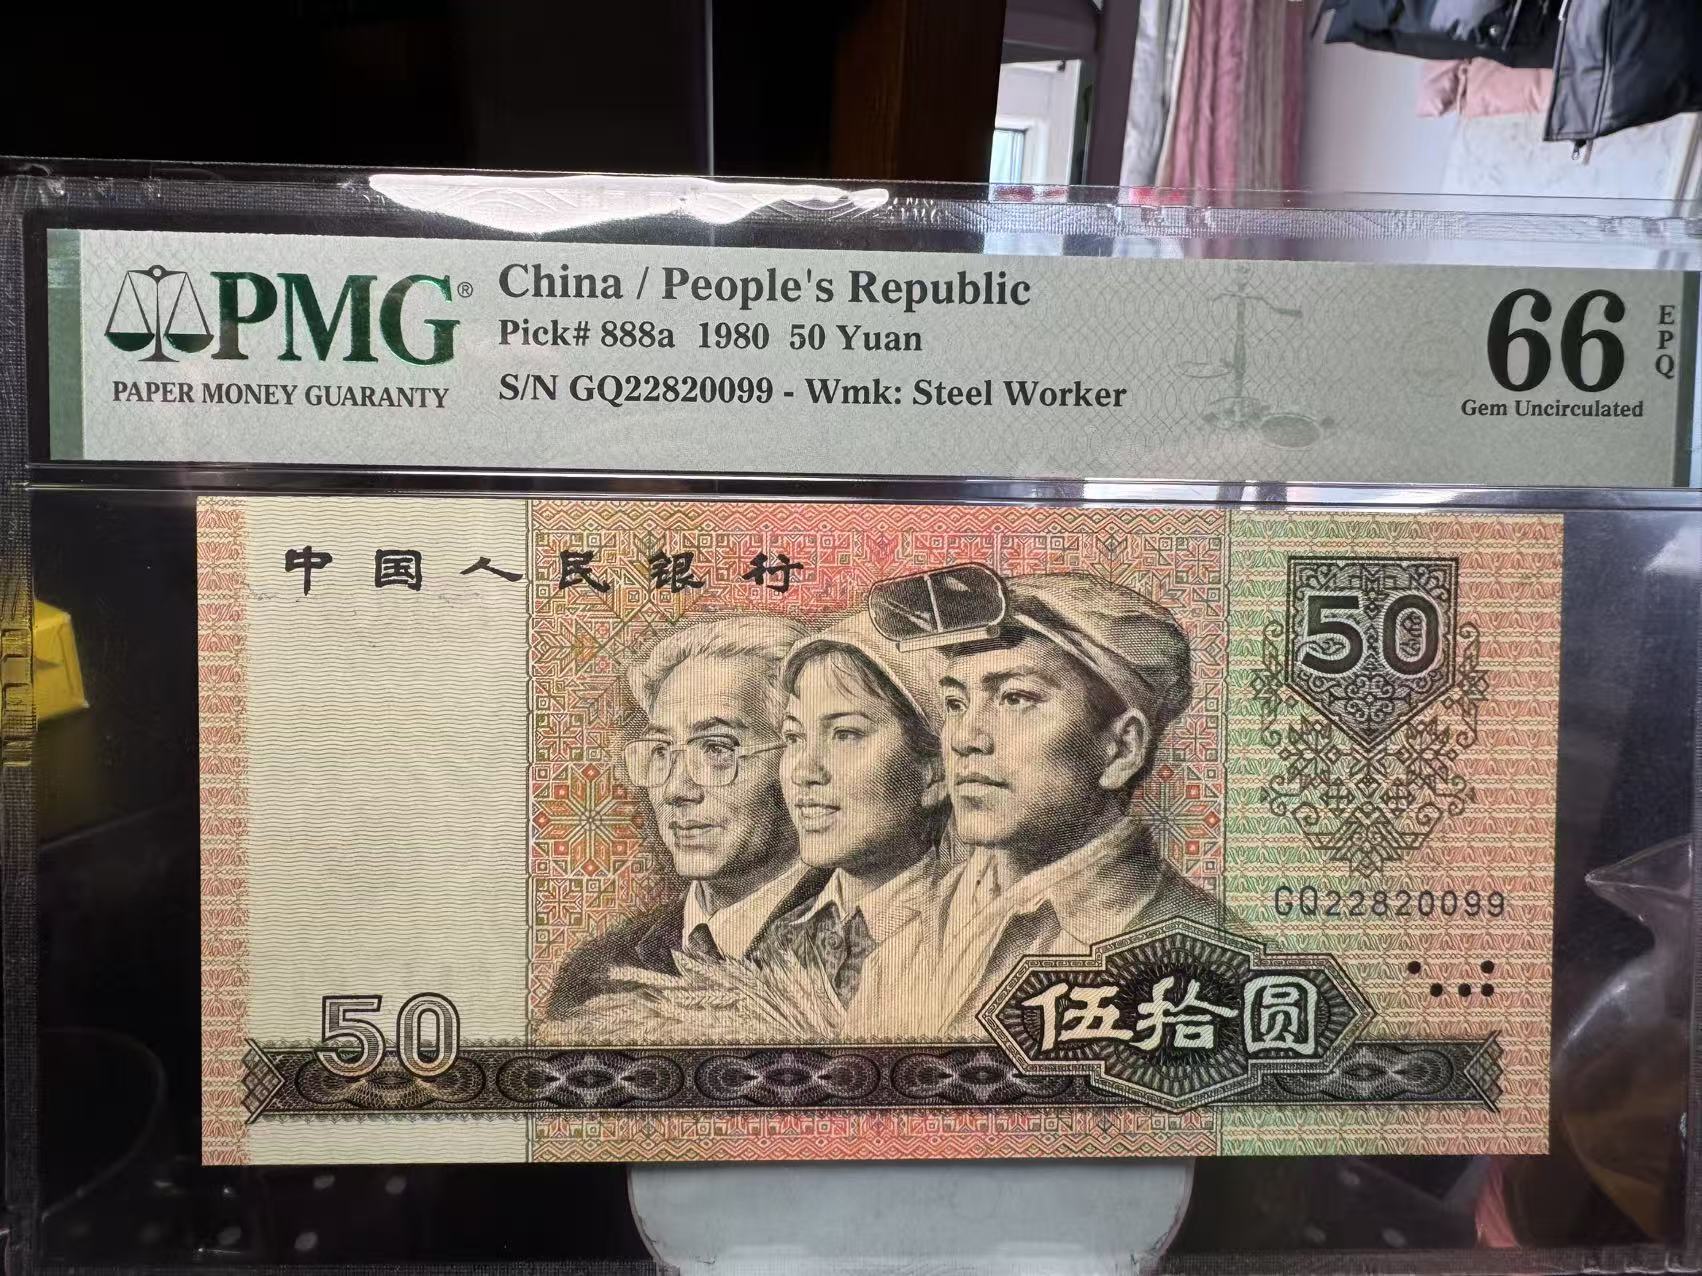 PMG®
PAPER MONEY GUARANTY
China / People's Republic
Pick# 888a 1980 50 Yuan
S/N GQ22820099 - Wmk: Steel Worker
66
EPQ
Gem Uncirculated
中国人民银行
50
GQ22820099
50
伍拾圆